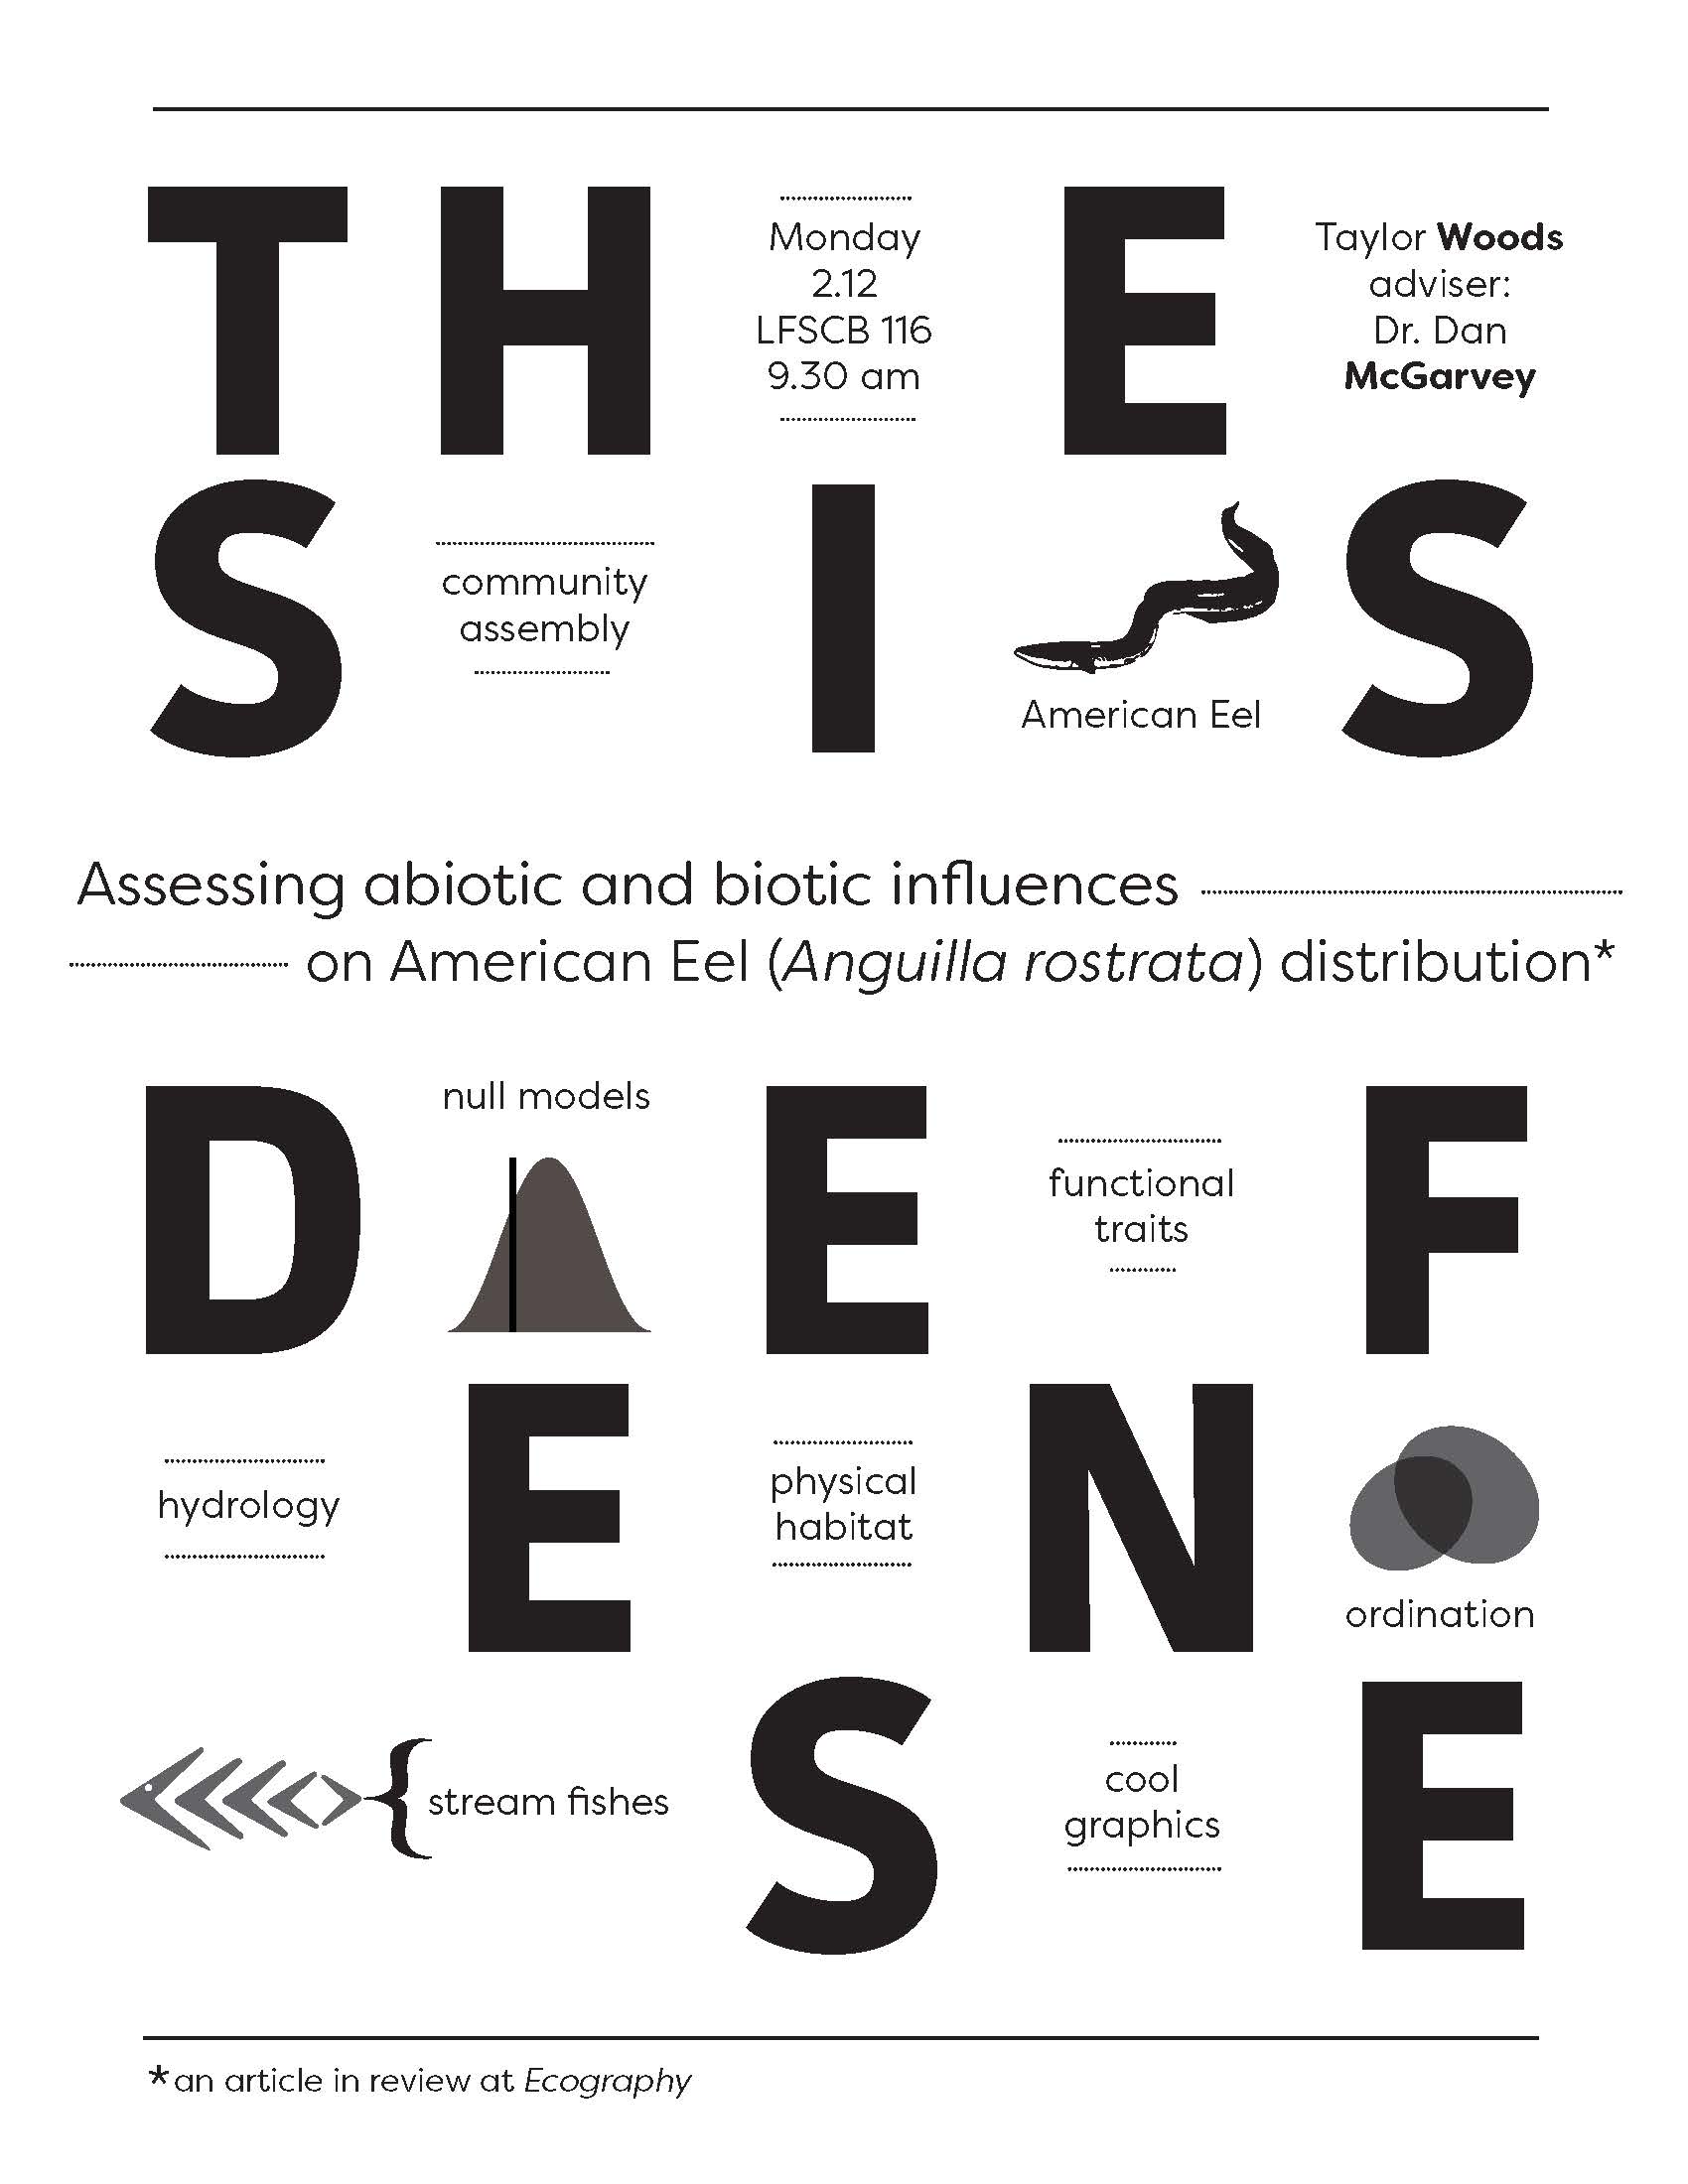 T H E
Monday
2.12
LFSCB 116
9.30 am
Taylor Woods
adviser:
Dr. Dan
McGarvey
S I S
community
assembly
American Eel
Assessing abiotic and biotic influences
on American Eel (Anguilla rostrata) distribution*
D E F
null models
functional
traits
E N
hydrology
physical
habitat
ordination
S E
stream fishes
cool
graphics
*an article in review at Ecography